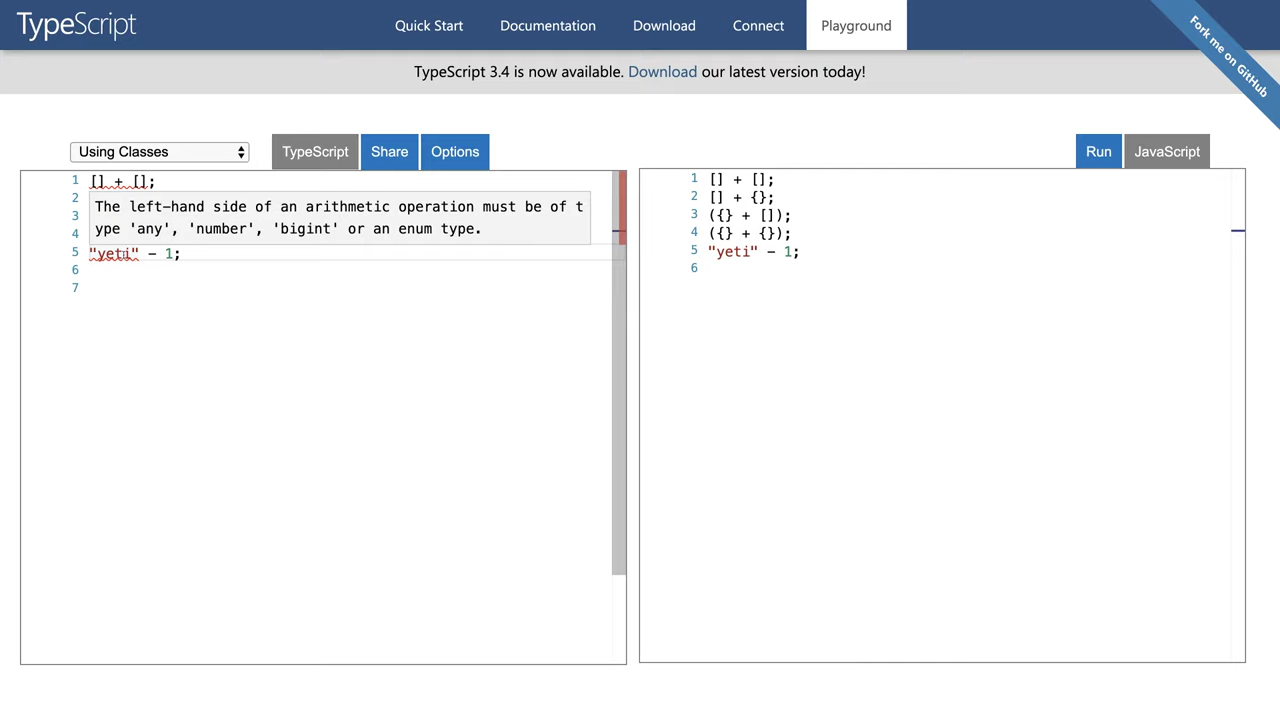 TypeScript
Quick Start
Documentation
Download
Connect
Playground
Fork me on GitHub
TypeScript 3.4 is now available. Download our latest version today!
Using Classes
TypeScript
Share
Options
Run
JavaScript
1 [] + [];
2
3
4
The left-hand side of an arithmetic operation must be of t
ype 'any', 'number', 'bigint' or an enum type.
5 "yeti" - 1;
6
7
1 [] + [];
2 [] + {};
3 ({} + []);
4 ({} + {});
5 "yeti" - 1;
6